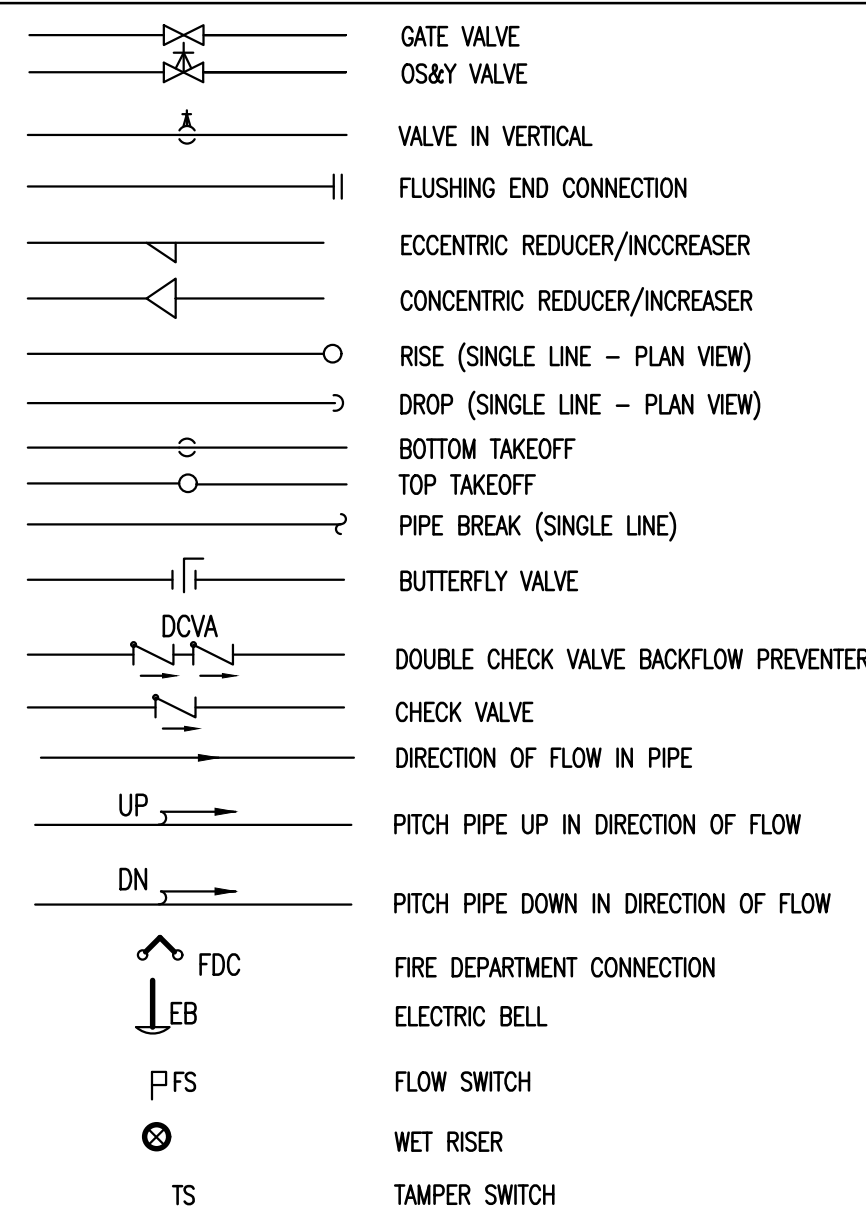 GATE VALVE
OS&Y VALVE
VALVE IN VERTICAL
FLUSHING END CONNECTION
ECCENTRIC REDUCER/INCCREASER
CONCENTRIC REDUCER/INCREASER
RISE (SINGLE LINE – PLAN VIEW)
DROP (SINGLE LINE – PLAN VIEW)
BOTTOM TAKEOFF
TOP TAKEOFF
PIPE BREAK (SINGLE LINE)
BUTTERFLY VALVE
DCVA
DOUBLE CHECK VALVE BACKFLOW PREVENTER
CHECK VALVE
DIRECTION OF FLOW IN PIPE
UP
PITCH PIPE UP IN DIRECTION OF FLOW
DN
PITCH PIPE DOWN IN DIRECTION OF FLOW
FDC FIRE DEPARTMENT CONNECTION
EB ELECTRIC BELL
FS FLOW SWITCH
WET RISER
TS TAMPER SWITCH